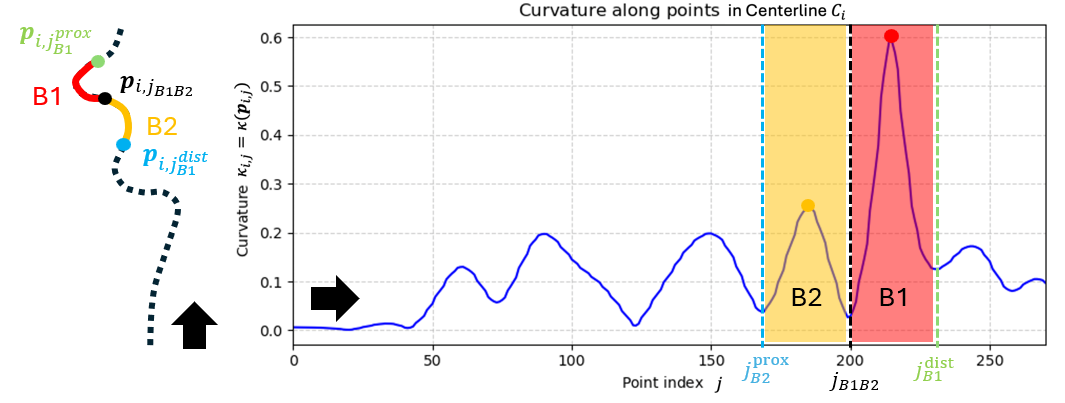 Curvature along points in Centerline C_i
p_{i,j_{B1}^{prox}}
B1
p_{i,j_{B1B2}}
B2
p_{i,j_{B1}^{dist}}
Curvature κ_{i,j} = κ(p_{i,j})
0.6
0.5
0.4
0.3
0.2
0.1
0.0
B2
B1
0
50
100
150
200
250
Point index j
j_{B2}^{prox}
j_{B1B2}
j_{B1}^{dist}